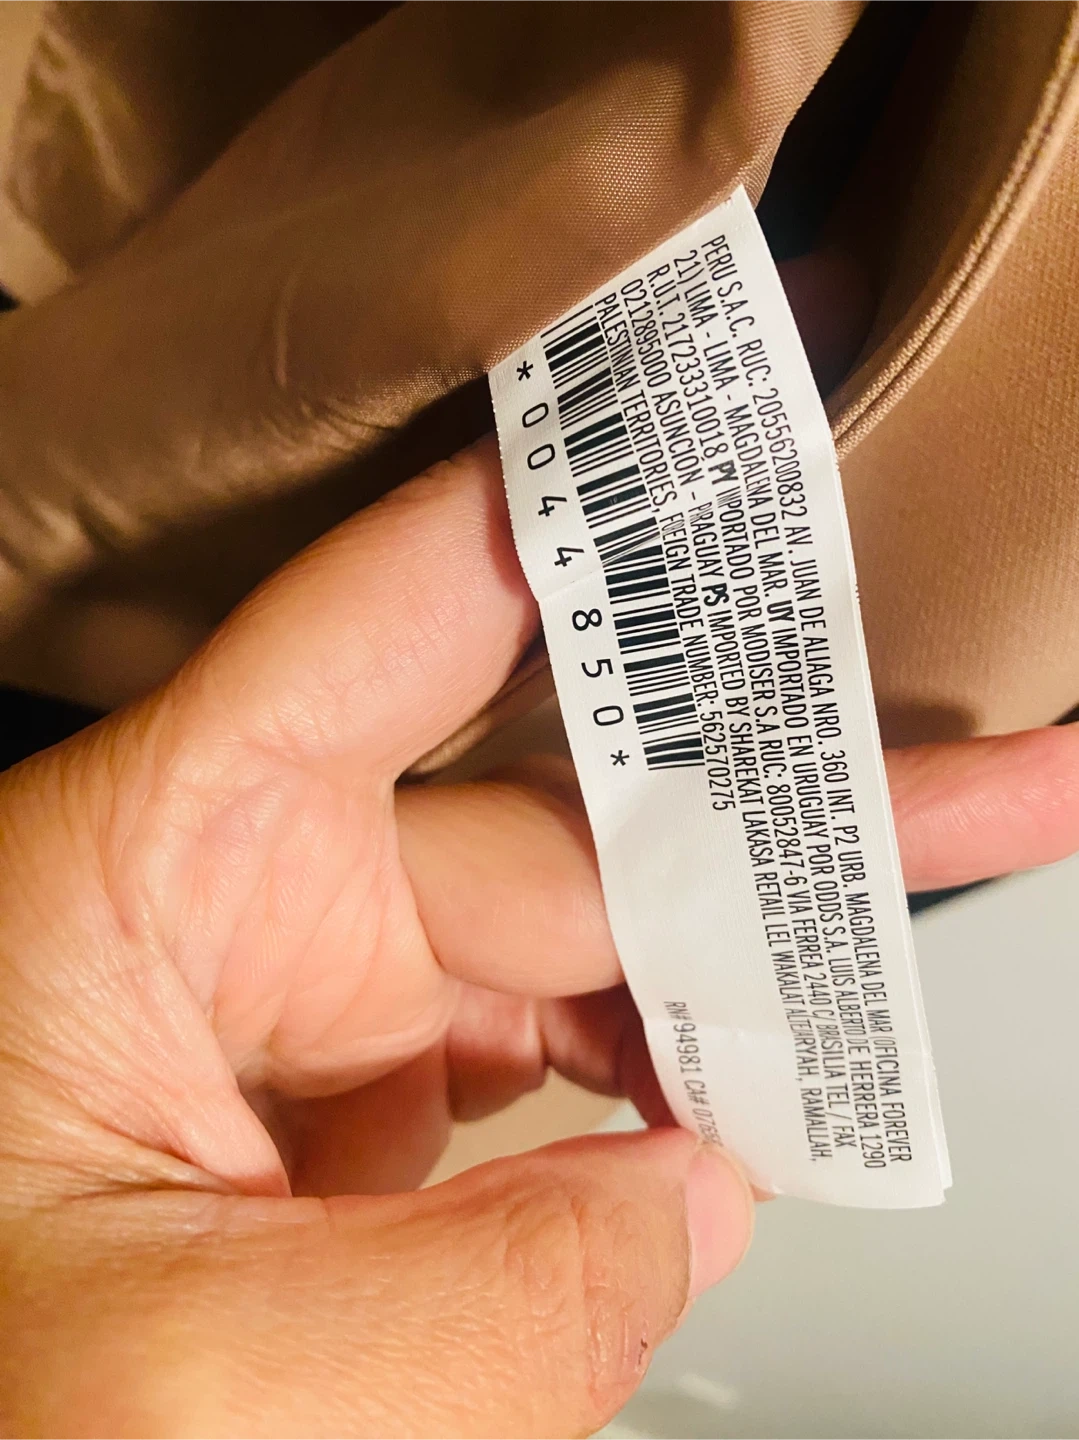 PERU S.A.C. RUC: 20556200832 AV. JUAN DE ALIAGA NRO. 360 INT. P2 URB. MAGDALENA DEL MAR (OFICINA FOREVER
21) LIMA - LIMA - MAGDALENA DEL MAR. UY IMPORTADO EN URUGUAY POR ODDS S.A. LUIS ALBERTO DE HERRERA 1290
R.U.T. 217233310018 PY IMPORTADO POR MODISER S.A RUC: 80052847-6 VIA FERREA 2440 C/ BRASILIA TEL / FAX
0212895000 ASUNCION - PARAGUAY PS IMPORTED BY SHAREKAT LAKASA RETAIL LEL WAKALAT ALTEJARYAH, RAMALLAH,
PALESTINIAN TERRITORIES, FOEIGN TRADE NUMBER: 562570275
*0044850*
RN# 94981 CA#